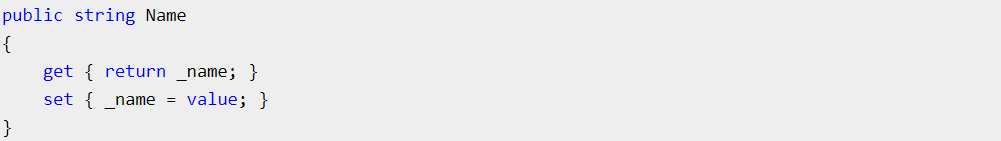 public string Name
{
    get { return _name; }
    set { _name = value; }
}